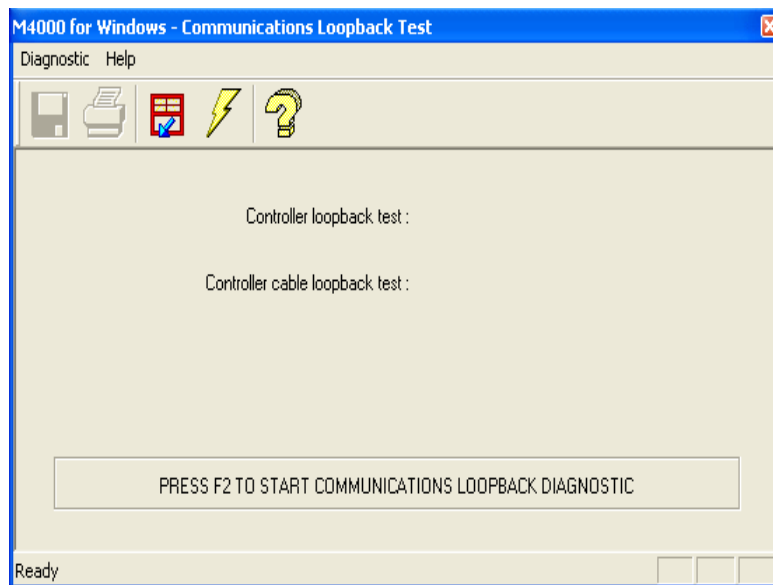 M4000 for Windows - Communications Loopback Test
Diagnostic Help
Controller loopback test :
Controller cable loopback test :
PRESS F2 TO START COMMUNICATIONS LOOPBACK DIAGNOSTIC
Ready